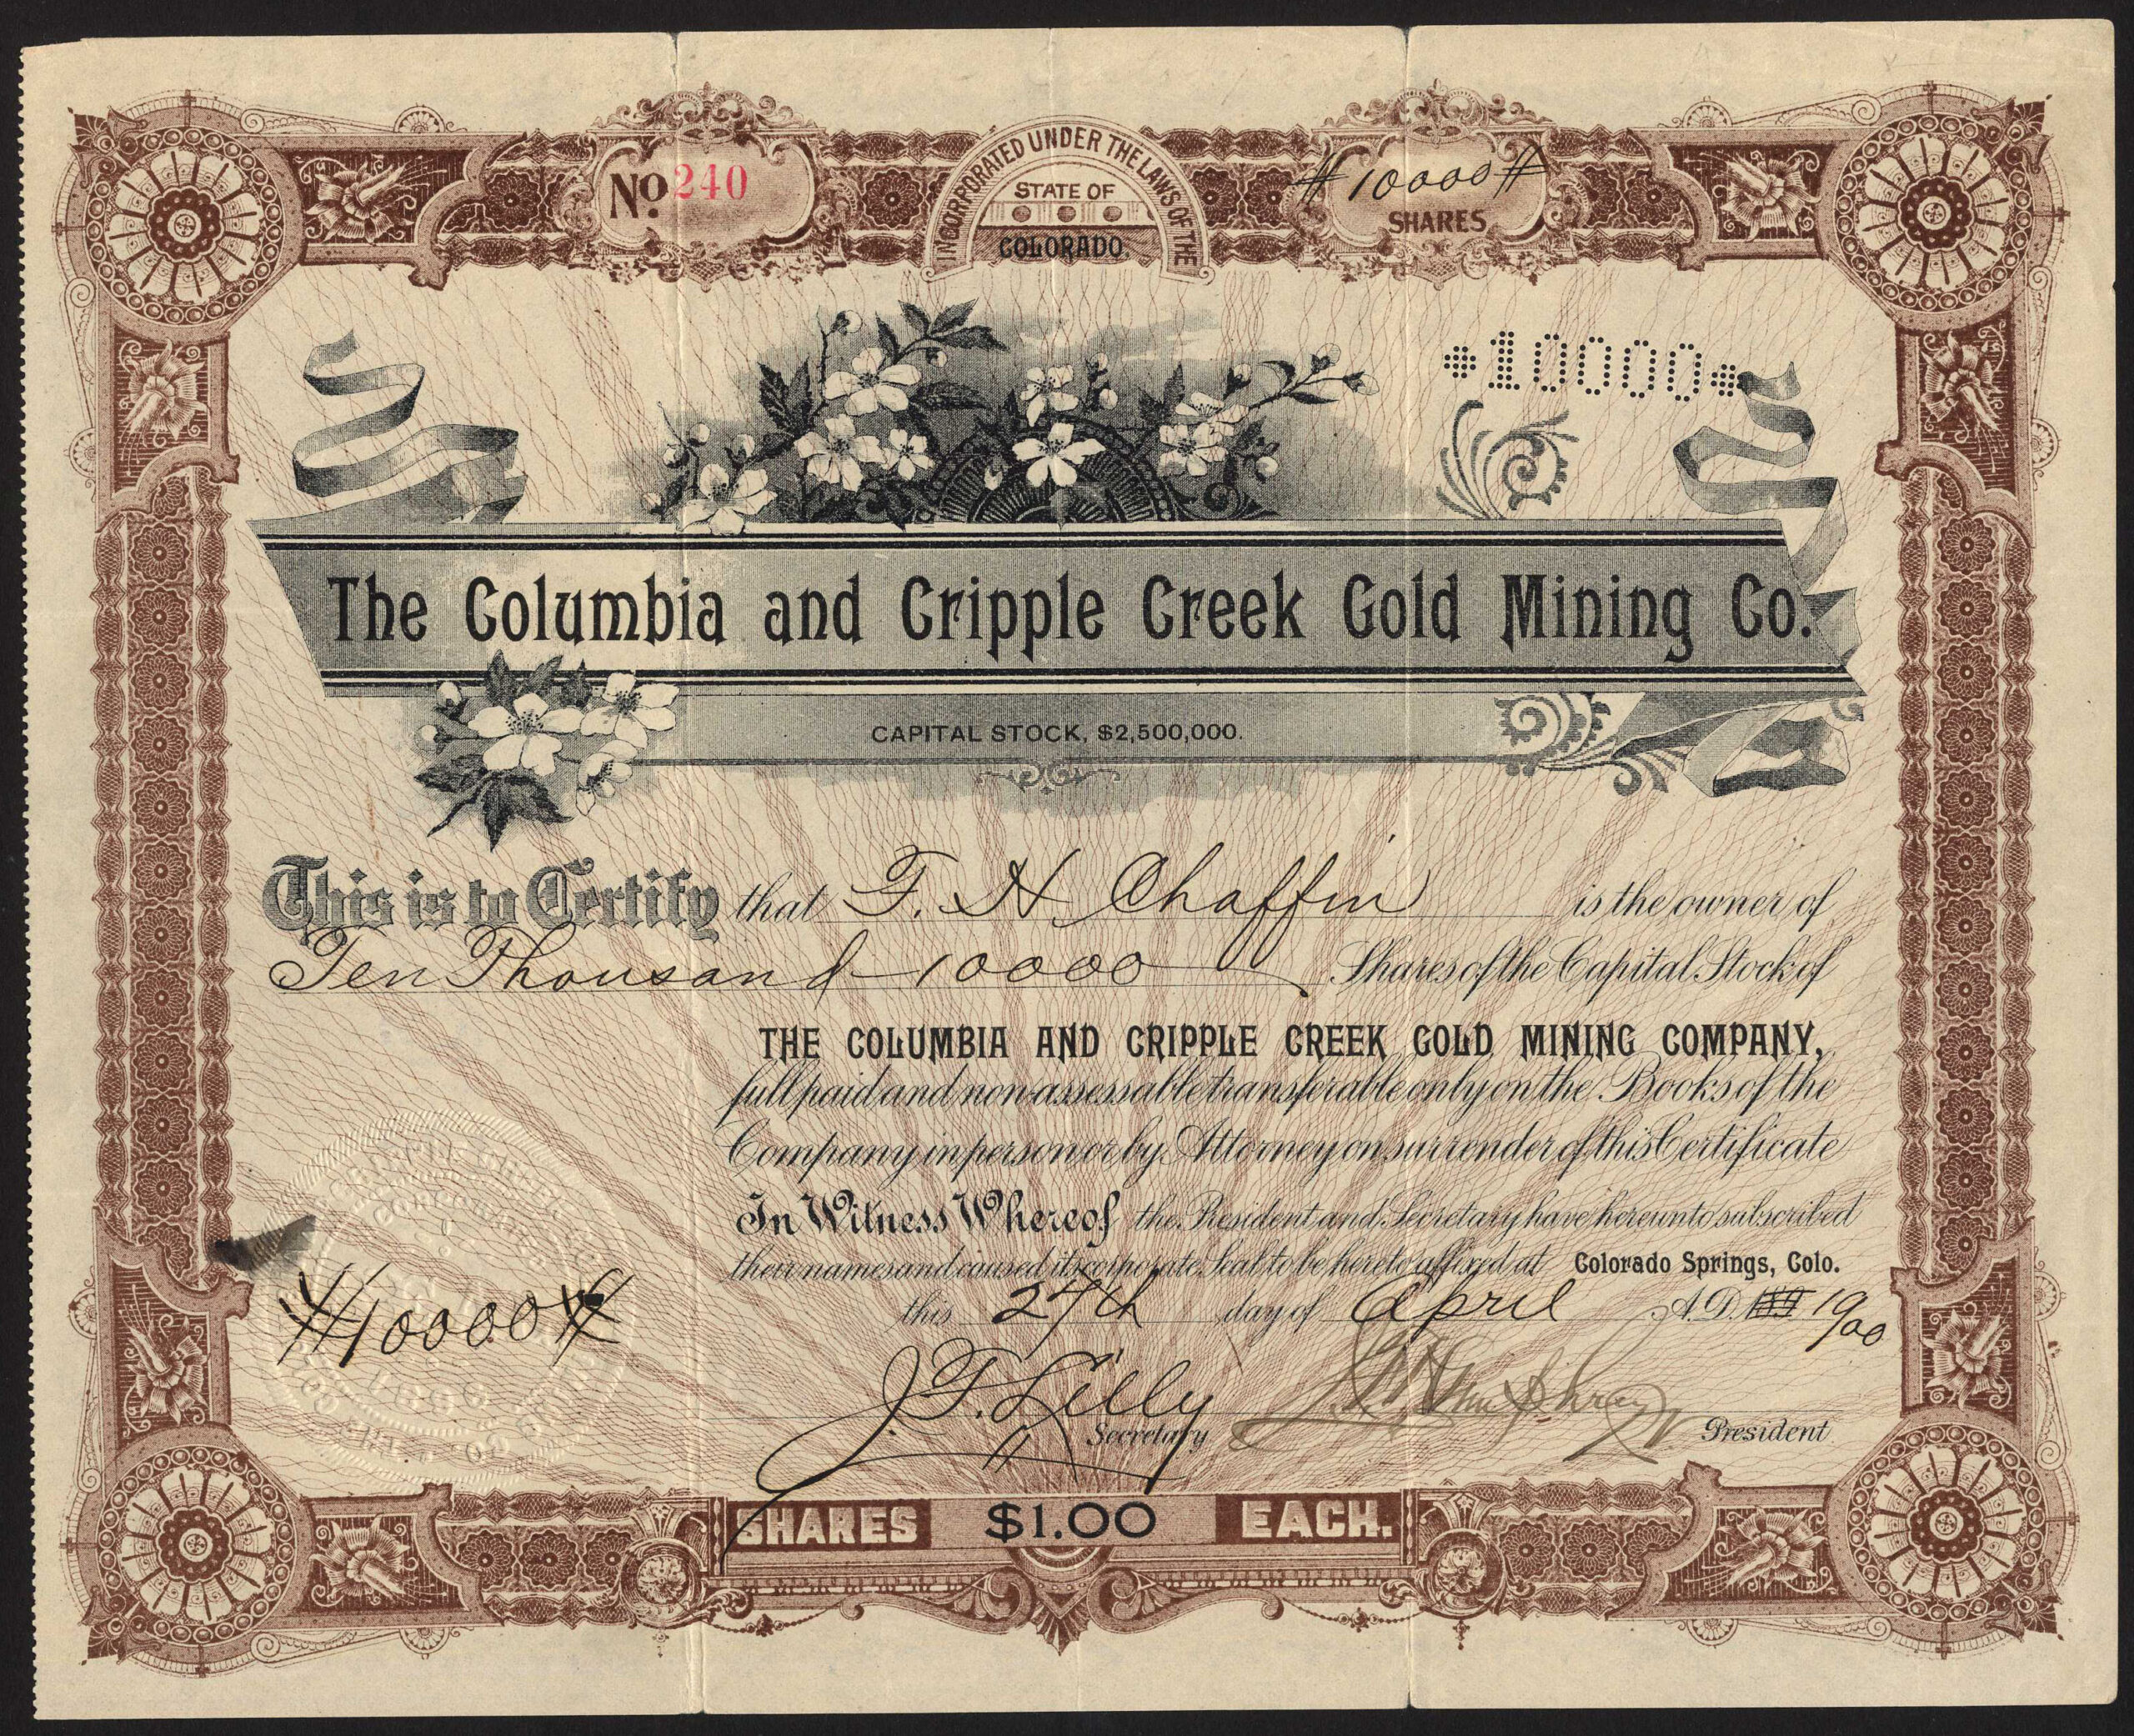 No. 240
INCORPORATED UNDER THE LAWS OF THE
STATE OF
COLORADO.
#10000#
SHARES
*10000*
The Columbia and Cripple Creek Gold Mining Co.
CAPITAL STOCK, $2,500,000.
This is to Certify that F. H. Chaffin is the owner of
Ten Thousand 10000 Shares of the Capital Stock of
THE COLUMBIA AND CRIPPLE CREEK GOLD MINING COMPANY,
full paid and non-assessable transferable only on the Books of the
Company in person or by Attorney on surrender of this Certificate
In Witness Whereof the President and Secretary have hereunto subscribed
their names and caused its corporate Seal to be hereto affixed at Colorado Springs, Colo.
this 27th day of April A.D. 1900
#10000#
J. F. Lilly
Secretary
President
SHARES $1.00 EACH.